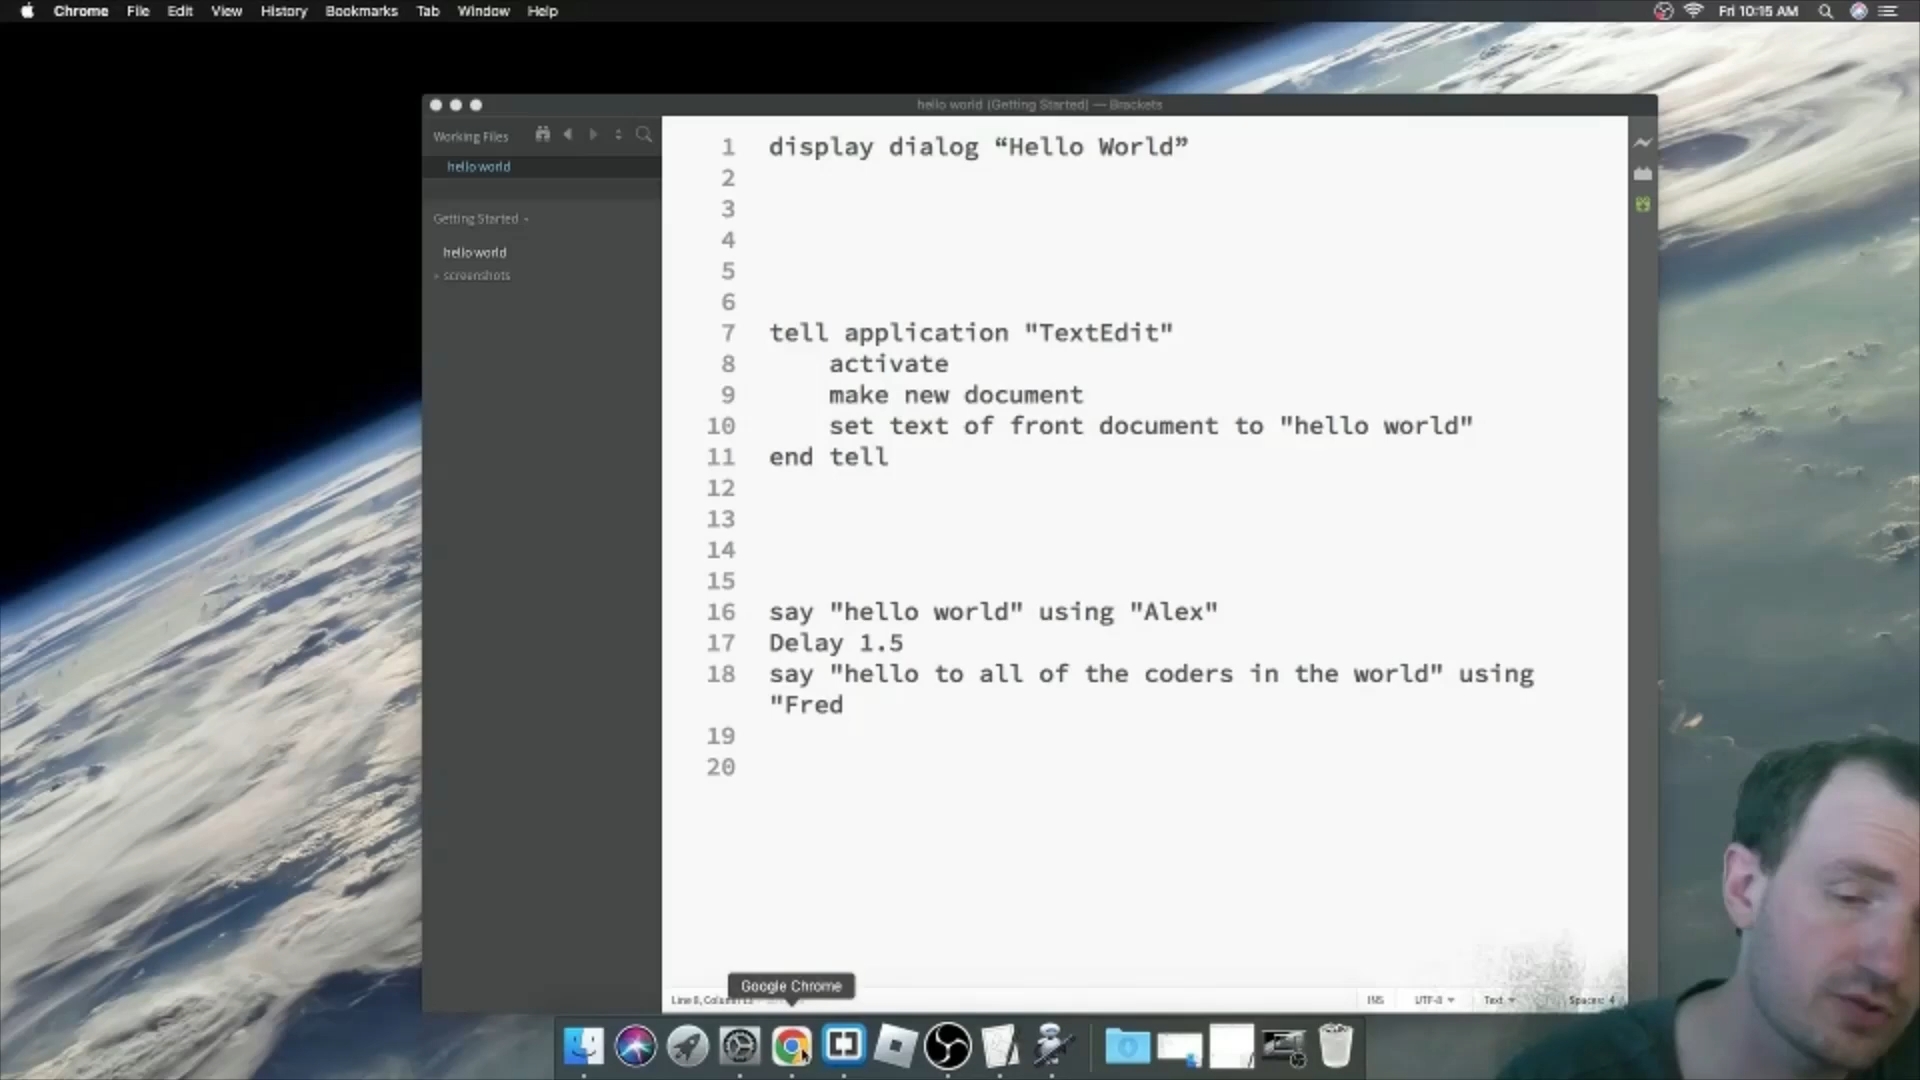 Chrome File Edit View History Bookmarks Tab Window Help
Fri 10:15 AM
hello world (Getting Started) — Brackets
Working Files
hello world
Getting Started
hello world
screenshots
1 display dialog “Hello World”
2
3
4
5
6
7 tell application "TextEdit"
8 activate
9 make new document
10 set text of front document to "hello world"
11 end tell
12
13
14
15
16 say "hello world" using "Alex"
17 Delay 1.5
18 say "hello to all of the coders in the world" using
"Fred
19
20
Google Chrome
INS UTF-8 Text Spaces: 4